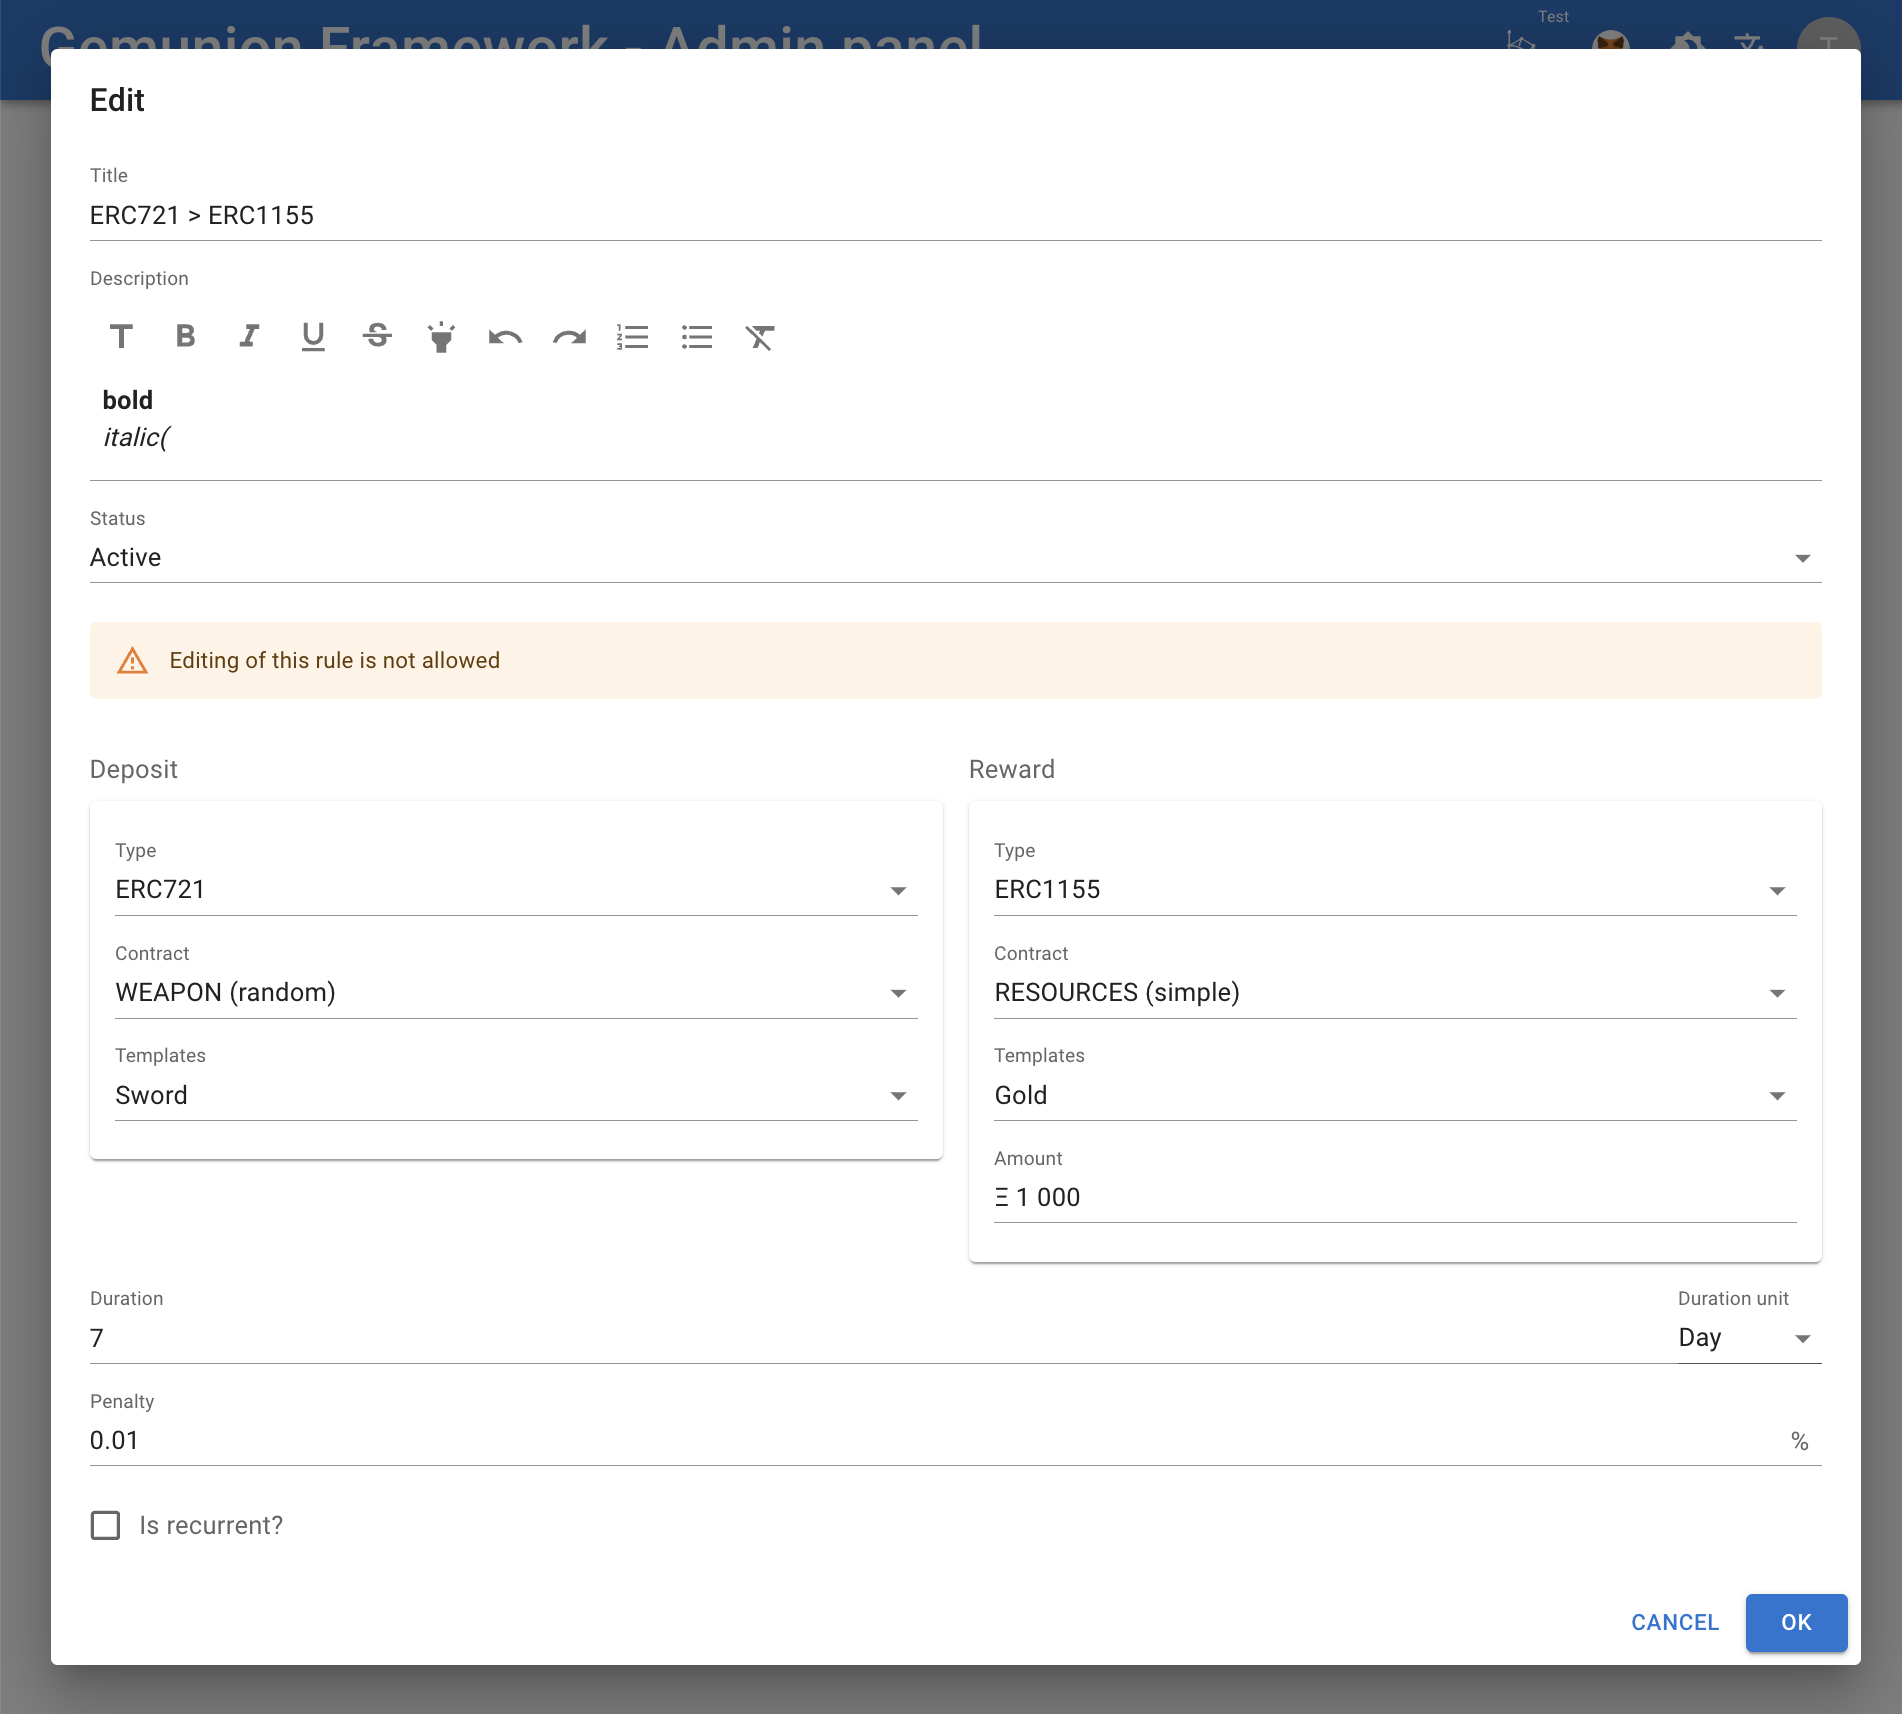 Gemunion Framework - Admin panel
Test
T
Edit
Title
ERC721 > ERC1155
Description
bold
italic(
Status
Active
Editing of this rule is not allowed
Deposit
Type
ERC721
Contract
WEAPON (random)
Templates
Sword
Reward
Type
ERC1155
Contract
RESOURCES (simple)
Templates
Gold
Amount
Ξ 1 000
Duration
7
Duration unit
Day
Penalty
0.01
%
Is recurrent?
CANCEL
OK